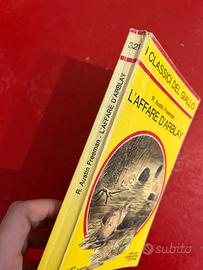 321
I CLASSICI DEL GIALLO
R. Austin Freeman
L'AFFARE D'ARBLAY
R. Austin Freeman - L'AFFARE D'ARBLAY
subito